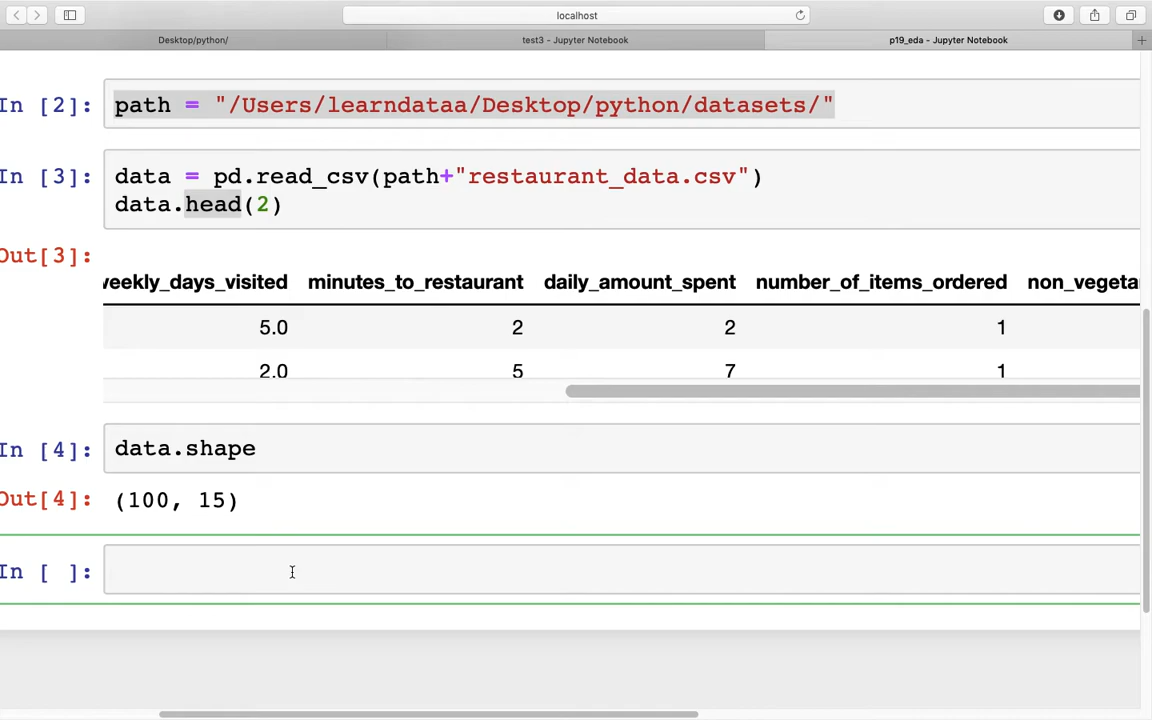 localhost
Desktop/python/
test3 - Jupyter Notebook
p19_eda - Jupyter Notebook
In [2]: path = "/Users/learndataa/Desktop/python/datasets/"
In [3]: data = pd.read_csv(path+"restaurant_data.csv")
data.head(2)
Out[3]:
weekly_days_visited minutes_to_restaurant daily_amount_spent number_of_items_ordered non_vegeta
5.0 2 2 1
2.0 5 7 1
In [4]: data.shape
Out[4]: (100, 15)
In [ ]: